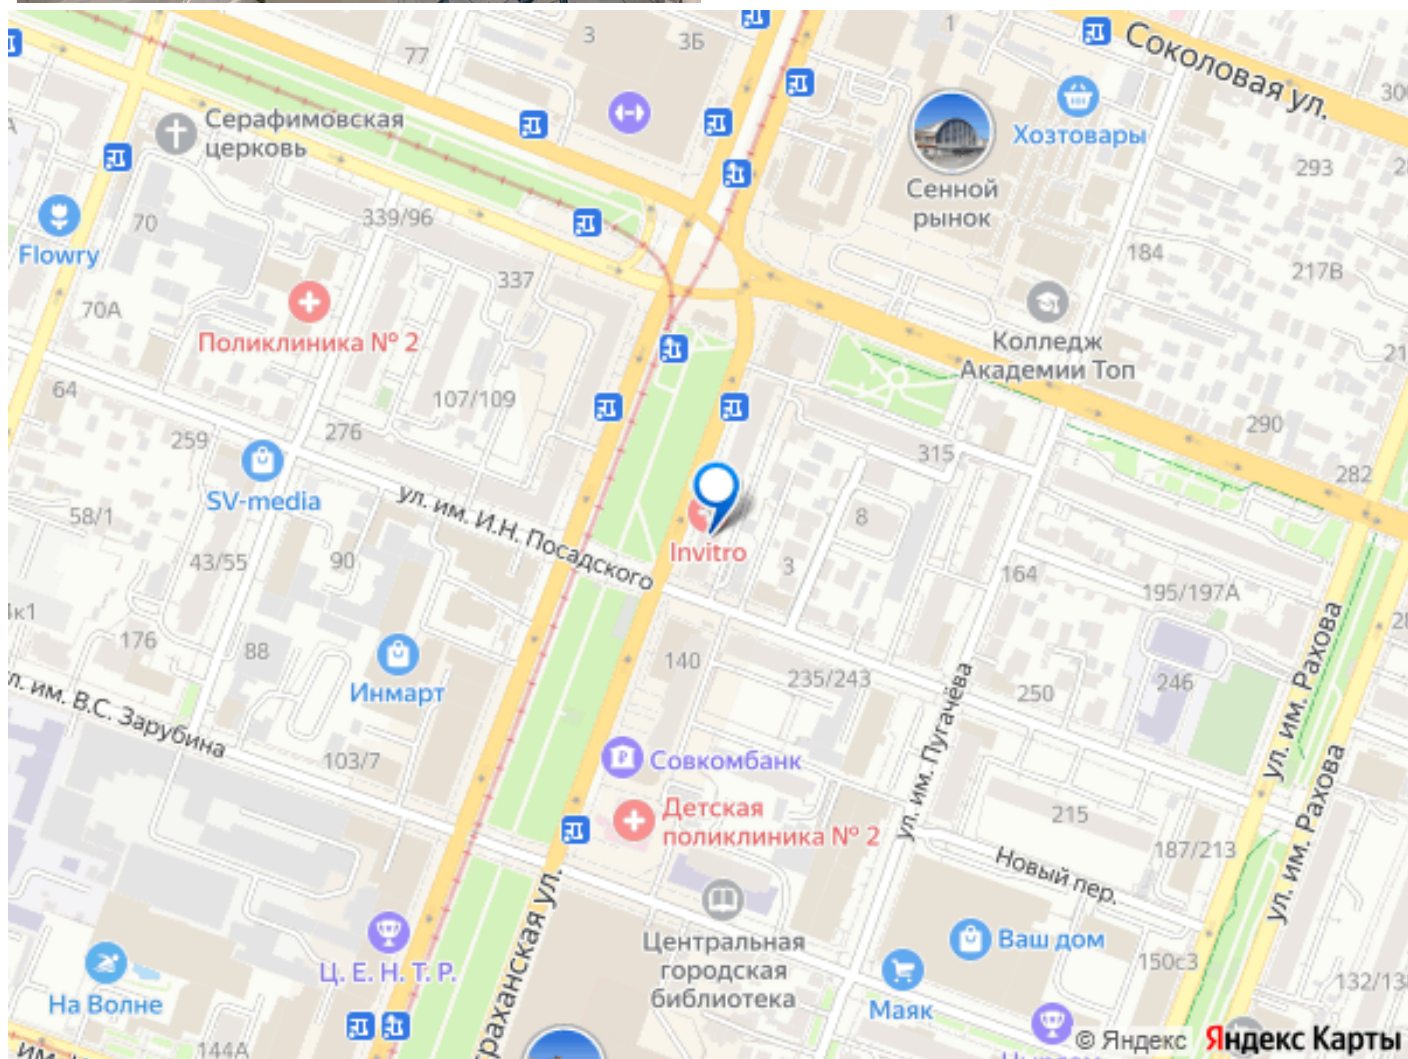 3
3Б
1
77
Соколовая ул.
300
Серафимовская
церковь
Хозтовары
293
Сенной
рынок
70
339/96
Flowry
184
217В
337
70А
Поликлиника № 2
Колледж
Академии Топ
21
64
107/109
290
259
276
315
282
SV-media
ул. им. И.Н. Посадского
58/1
8
Invitro
43/55
90
3
164
195/197А
4к1
176
88
140
235/243
250
246
Инмарт
ул. им. Рахова
л. им. В.С. Зарубина
ул. им. Пугачёва
103/7
Совкомбанк
Детская
поликлиника № 2
215
187/213
Новый пер.
ул. им. Рахова
траханская ул.
Центральная
городская
библиотека
Ваш дом
150с3
Ц. Е. Н. Т. Р.
На Волне
Маяк
132/13
144А
© Яндекс Яндекс Карты